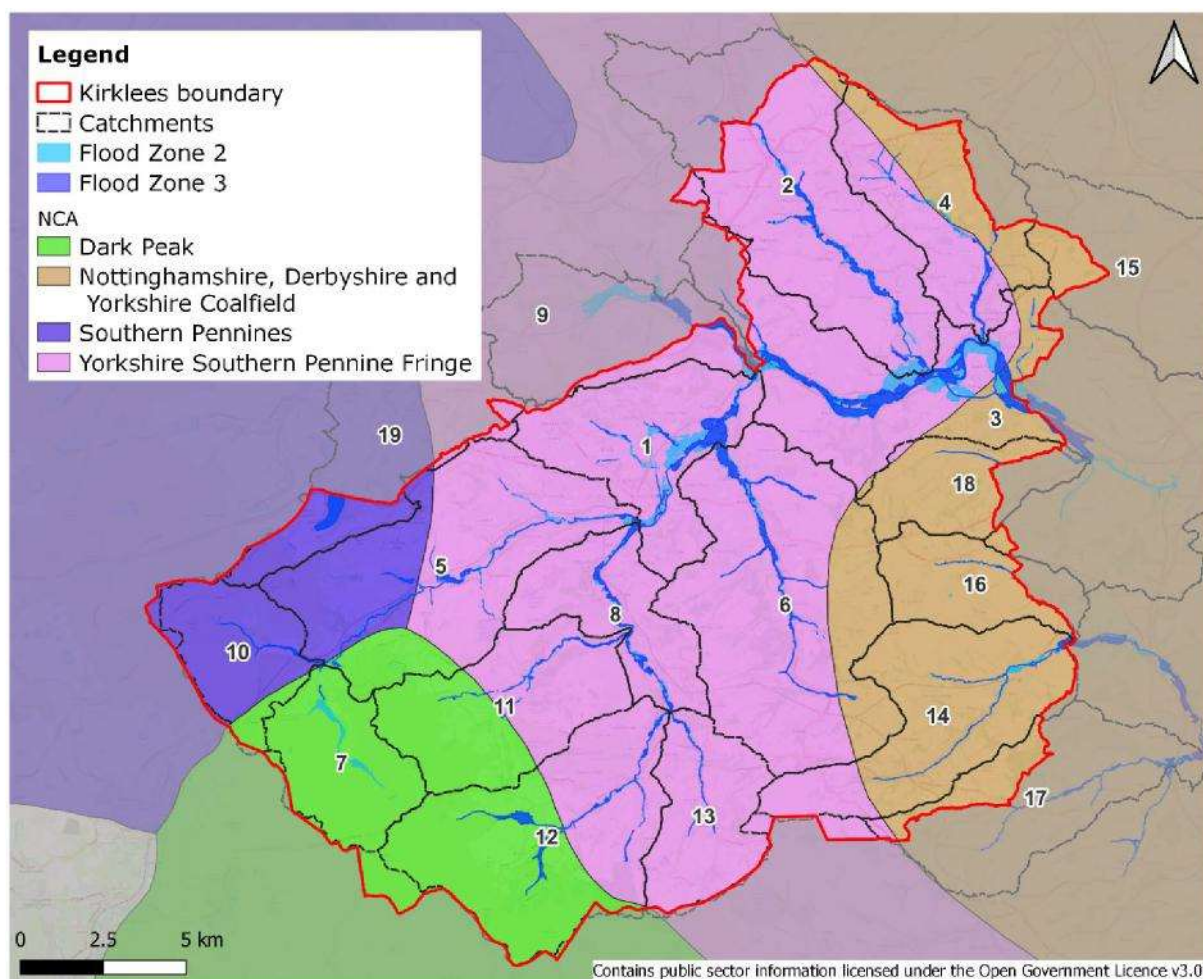 Legend
Kirklees boundary
Catchments
Flood Zone 2
Flood Zone 3
NCA
Dark Peak
Nottinghamshire, Derbyshire and
Yorkshire Coalfield
Southern Pennines
Yorkshire Southern Pennine Fringe
2
4
15
9
3
19
1
18
5
16
8
6
10
11
14
7
17
12
13
0 2.5 5 km
Contains public sector information licensed under the Open Government Licence v3.0